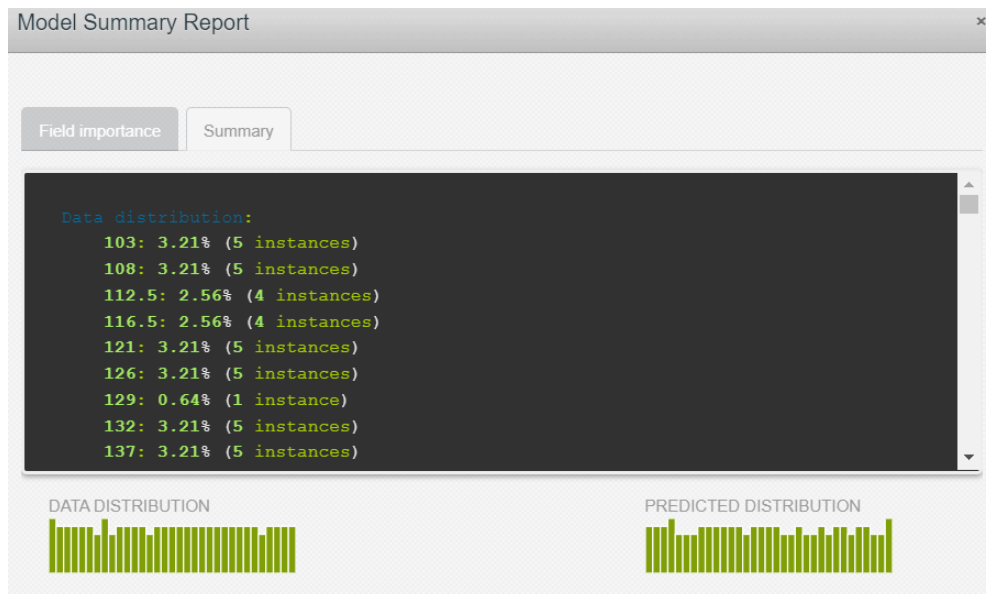 Model Summary Report
×
Field importance
Summary
Data distribution:
103: 3.21% (5 instances)
108: 3.21% (5 instances)
112.5: 2.56% (4 instances)
116.5: 2.56% (4 instances)
121: 3.21% (5 instances)
126: 3.21% (5 instances)
129: 0.64% (1 instance)
132: 3.21% (5 instances)
137: 3.21% (5 instances)
DATA DISTRIBUTION
PREDICTED DISTRIBUTION